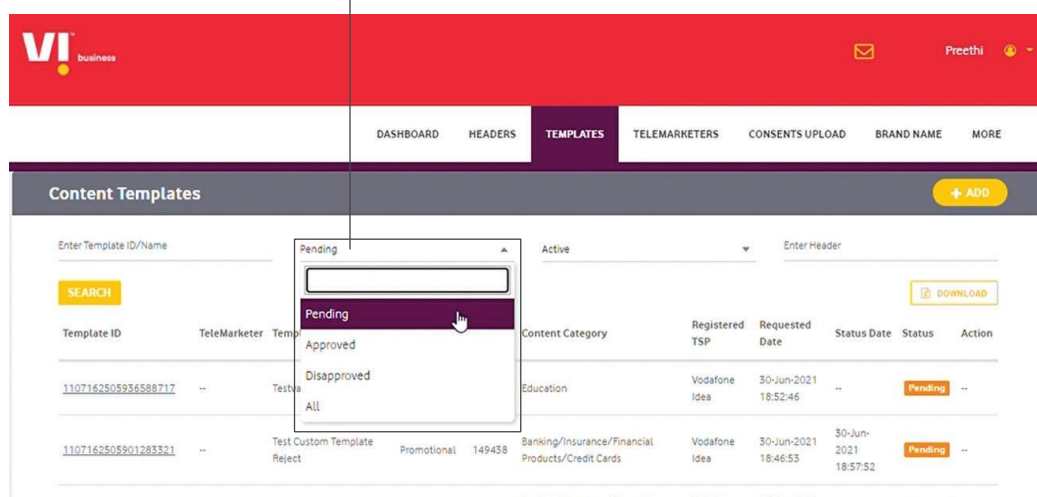 VI business
Preethi
DASHBOARD HEADERS TEMPLATES TELEMARKETERS CONSENTS UPLOAD BRAND NAME MORE
Content Templates
+ ADD
Enter Template ID/Name
Pending
Active
Enter Header
SEARCH
DOWNLOAD
Pending
Approved
Disapproved
All
Template ID TeleMarketer Content Category Registered TSP Requested Date Status Date Status Action
1107162505936588717 -- Education Vodafone Idea 30-Jun-2021 18:52:46 -- Pending --
1107162505901283321 -- Test Custom Template Reject Promotional 149438 Banking/Insurance/Financial Products/Credit Cards Vodafone Idea 30-Jun-2021 18:46:53 30-Jun-2021 18:57:52 Pending --